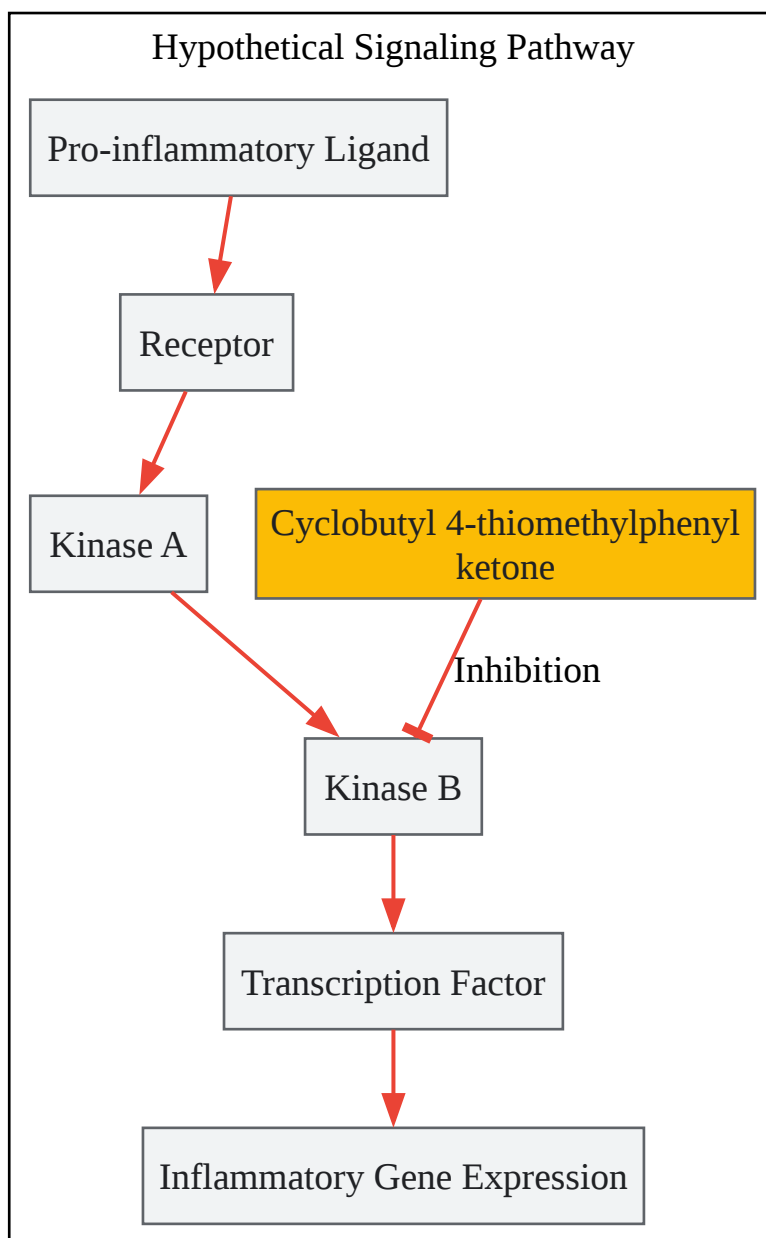 Hypothetical Signaling Pathway
Pro-inflammatory Ligand
Receptor
Kinase A
Cyclobutyl 4-thiomethylphenyl
ketone
Inhibition
Kinase B
Transcription Factor
Inflammatory Gene Expression